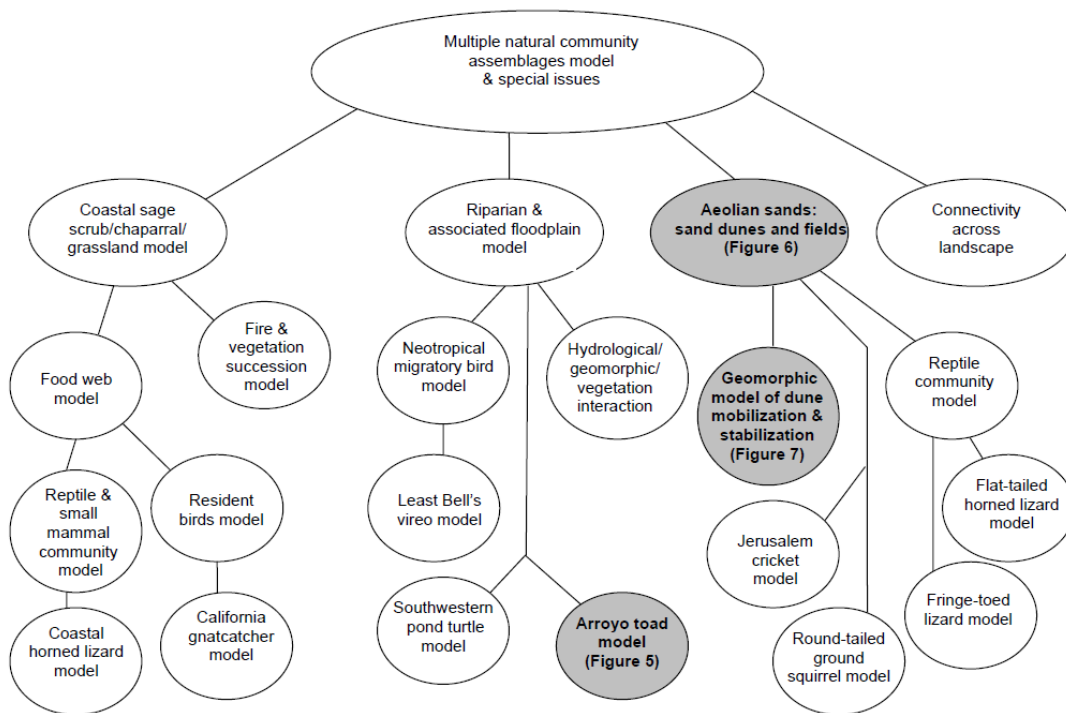 Multiple natural community
assemblages model
& special issues
Coastal sage
scrub/chaparral/
grassland model
Riparian &
associated floodplain
model
Aeolian sands:
sand dunes and fields
(Figure 6)
Connectivity
across
landscape
Food web
model
Fire &
vegetation
succession
model
Neotropical
migratory bird
model
Hydrological/
geomorphic/
vegetation
interaction
Geomorphic
model of dune
mobilization &
stabilization
(Figure 7)
Reptile
community
model
Reptile &
small
mammal
community
model
Resident
birds model
Least Bell's
vireo model
Jerusalem
cricket
model
Flat-tailed
horned lizard
model
Coastal
horned lizard
model
California
gnatcatcher
model
Southwestern
pond turtle
model
Arroyo toad
model
(Figure 5)
Round-tailed
ground
squirrel model
Fringe-toed
lizard model